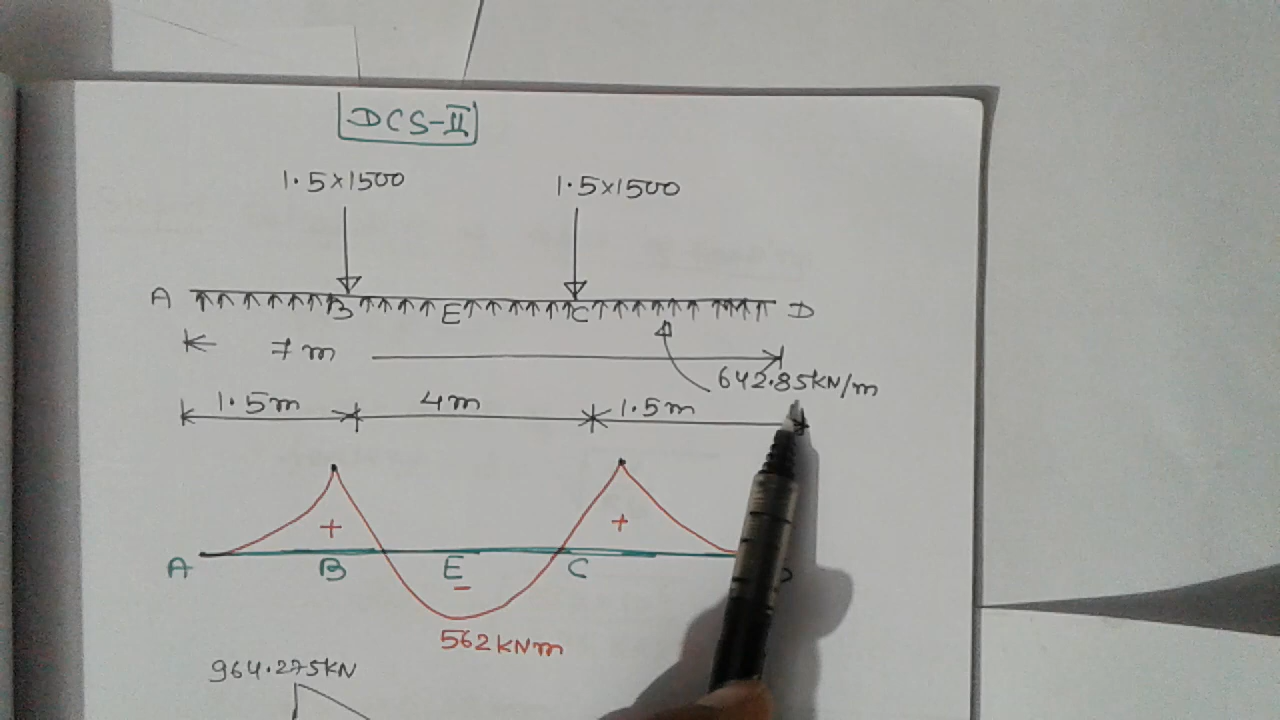 DCS-II
1.5×1500 1.5×1500
A B E C D
7m
642.85kN/m
1.5m 4m 1.5m
+ +
A B E C
-
562kNm
964.275KN